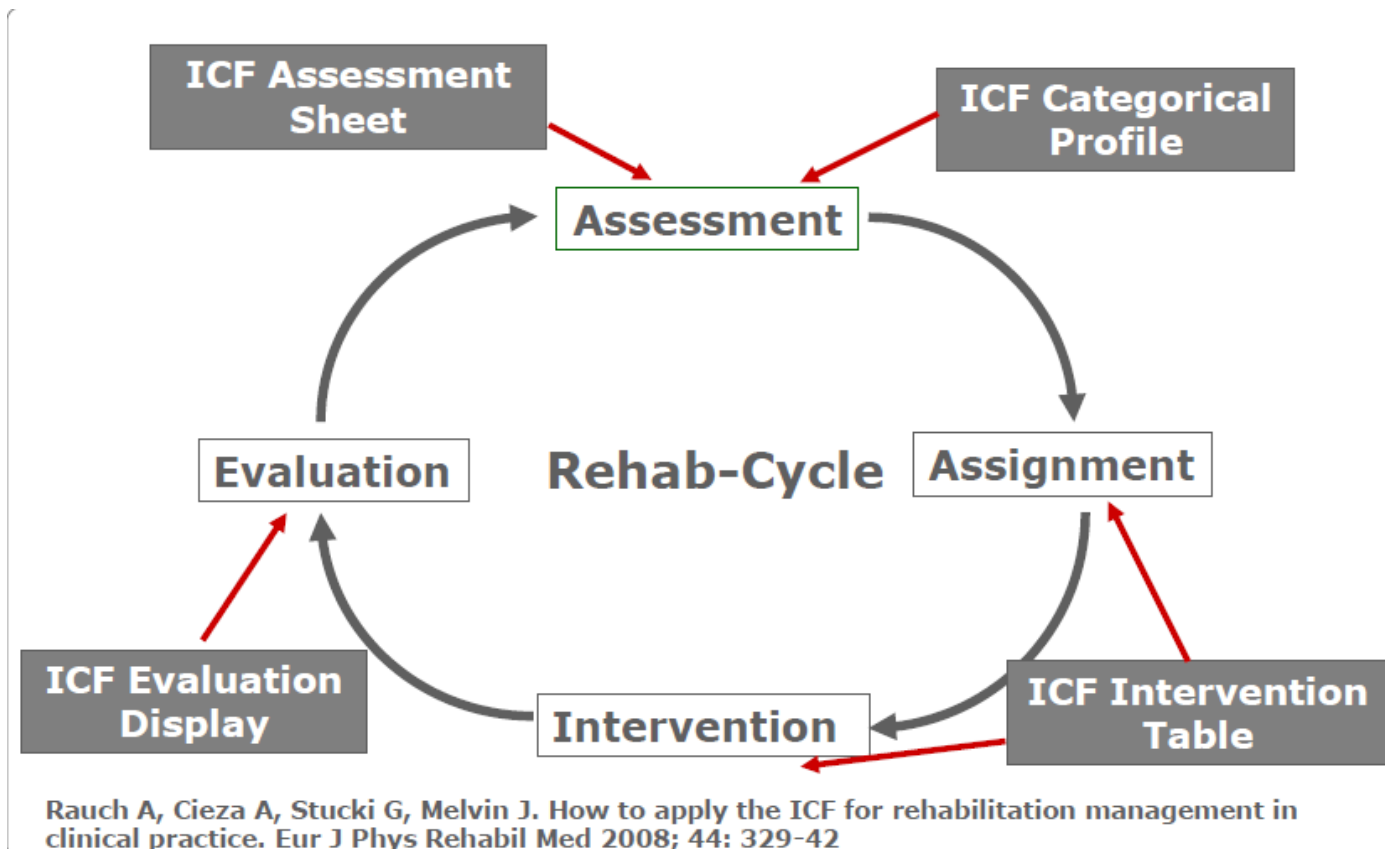 ICF Assessment
Sheet
ICF Categorical
Profile
Assessment
Evaluation
Rehab-Cycle
Assignment
ICF Evaluation
Display
Intervention
ICF Intervention
Table
Rauch A, Cieza A, Stucki G, Melvin J. How to apply the ICF for rehabilitation management in
clinical practice. Eur J Phys Rehabil Med 2008; 44: 329-42